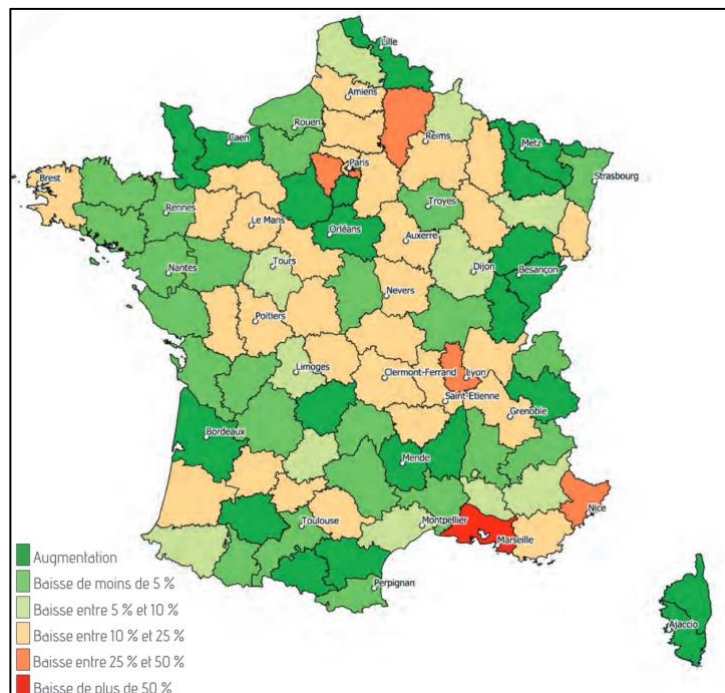 Lille
Amiens
Rouen
Caen
Reims
Metz
Paris
Strasbourg
Brest
Rennes
Troyes
Le Mans
Orléans
Auxerre
Nantes
Tours
Dijon
Besançon
Nevers
Poitiers
Limoges
Clermont-Ferrand
Lyon
Saint-Etienne
Grenoble
Bordeaux
Mende
Nice
Toulouse
Montpellier
Marseille
Perpignan
Ajaccio
Augmentation
Baisse de moins de 5 %
Baisse entre 5 % et 10 %
Baisse entre 10 % et 25 %
Baisse entre 25 % et 50 %
Baisse de plus de 50 %